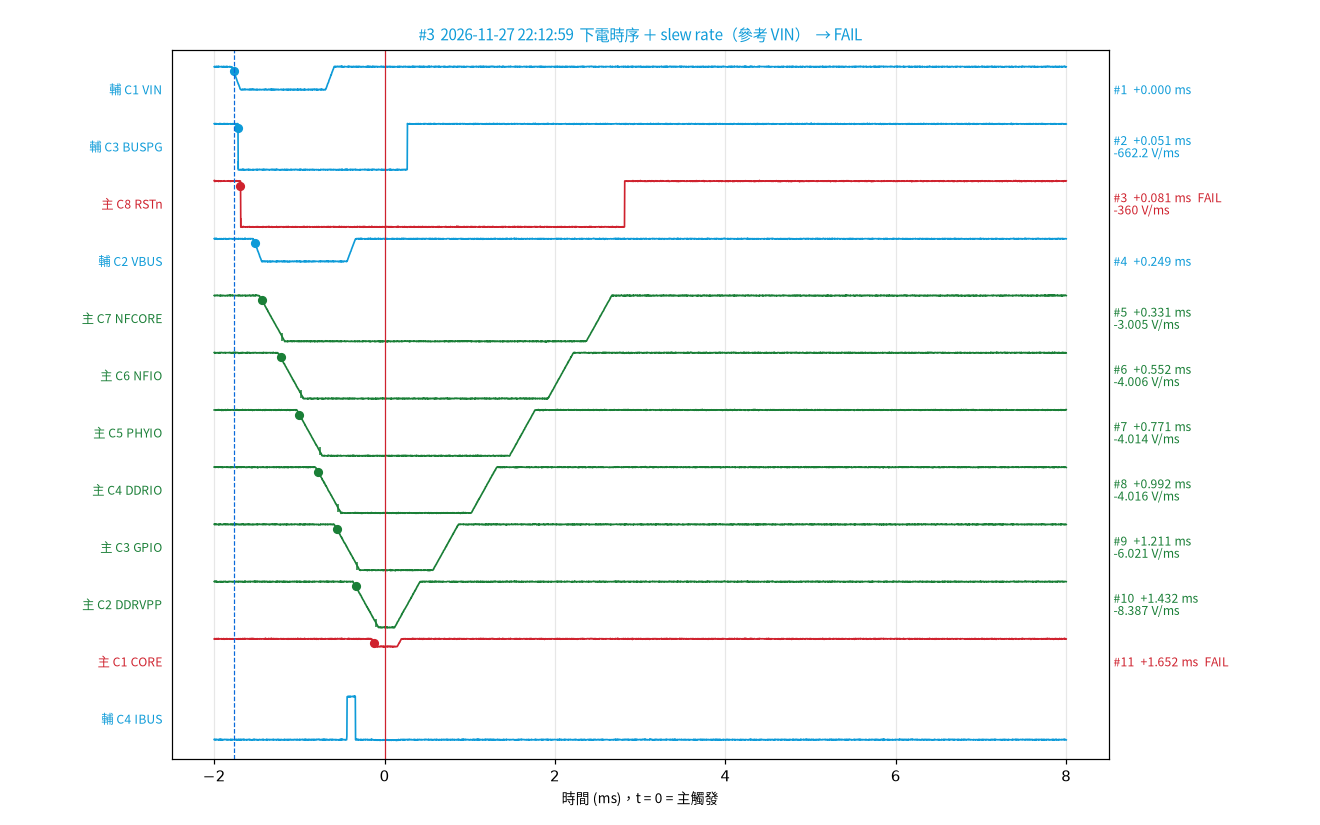 #3 2026-11-27 22:12:59 下電時序 ＋ slew rate（參考 VIN） → FAIL
輔 C1 VIN
#1 +0.000 ms
輔 C3 BUSPG
#2 +0.051 ms
-662.2 V/ms
主 C8 RSTn
#3 +0.081 ms FAIL
-360 V/ms
輔 C2 VBUS
#4 +0.249 ms
主 C7 NFCORE
#5 +0.331 ms
-3.005 V/ms
主 C6 NFIO
#6 +0.552 ms
-4.006 V/ms
主 C5 PHYIO
#7 +0.771 ms
-4.014 V/ms
主 C4 DDRIO
#8 +0.992 ms
-4.016 V/ms
主 C3 GPIO
#9 +1.211 ms
-6.021 V/ms
主 C2 DDRVPP
#10 +1.432 ms
-8.387 V/ms
主 C1 CORE
#11 +1.652 ms FAIL
輔 C4 IBUS
−2 0 2 4 6 8
時間 (ms)，t = 0 = 主觸發